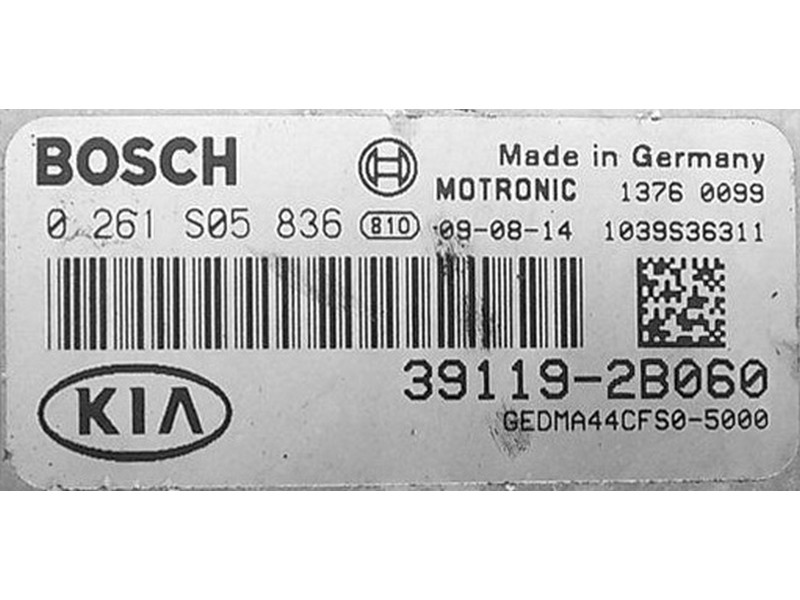 BOSCH
Made in Germany
MOTRONIC 1376 0099
0 261 S05 836 810 09-08-14 1039S36311
KIA
39119-2B060
GEDMA44CFS0-5000